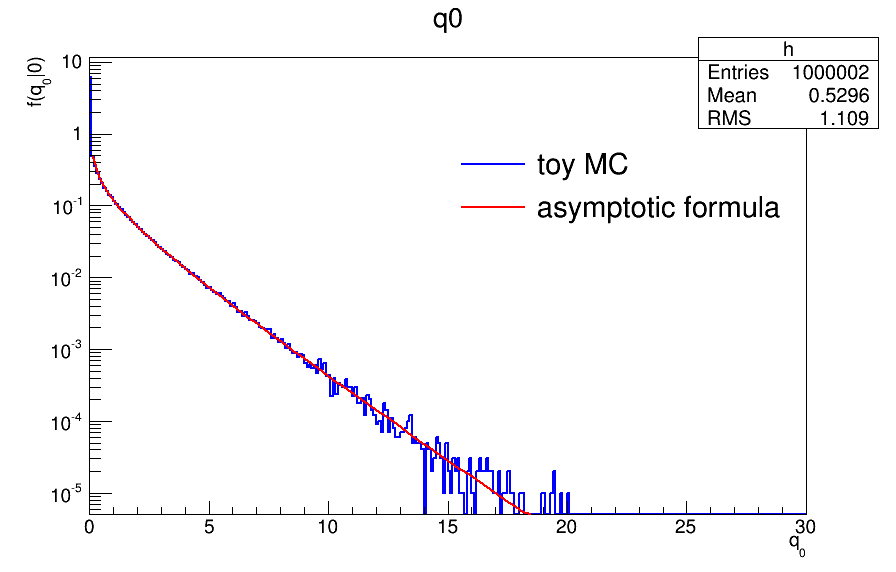 q0
h
Entries 1000002
Mean 0.5296
RMS 1.109
f(q₀|0)
toy MC
asymptotic formula
10
1
10⁻¹
10⁻²
10⁻³
10⁻⁴
10⁻⁵
0 5 10 15 20 25 30
q₀